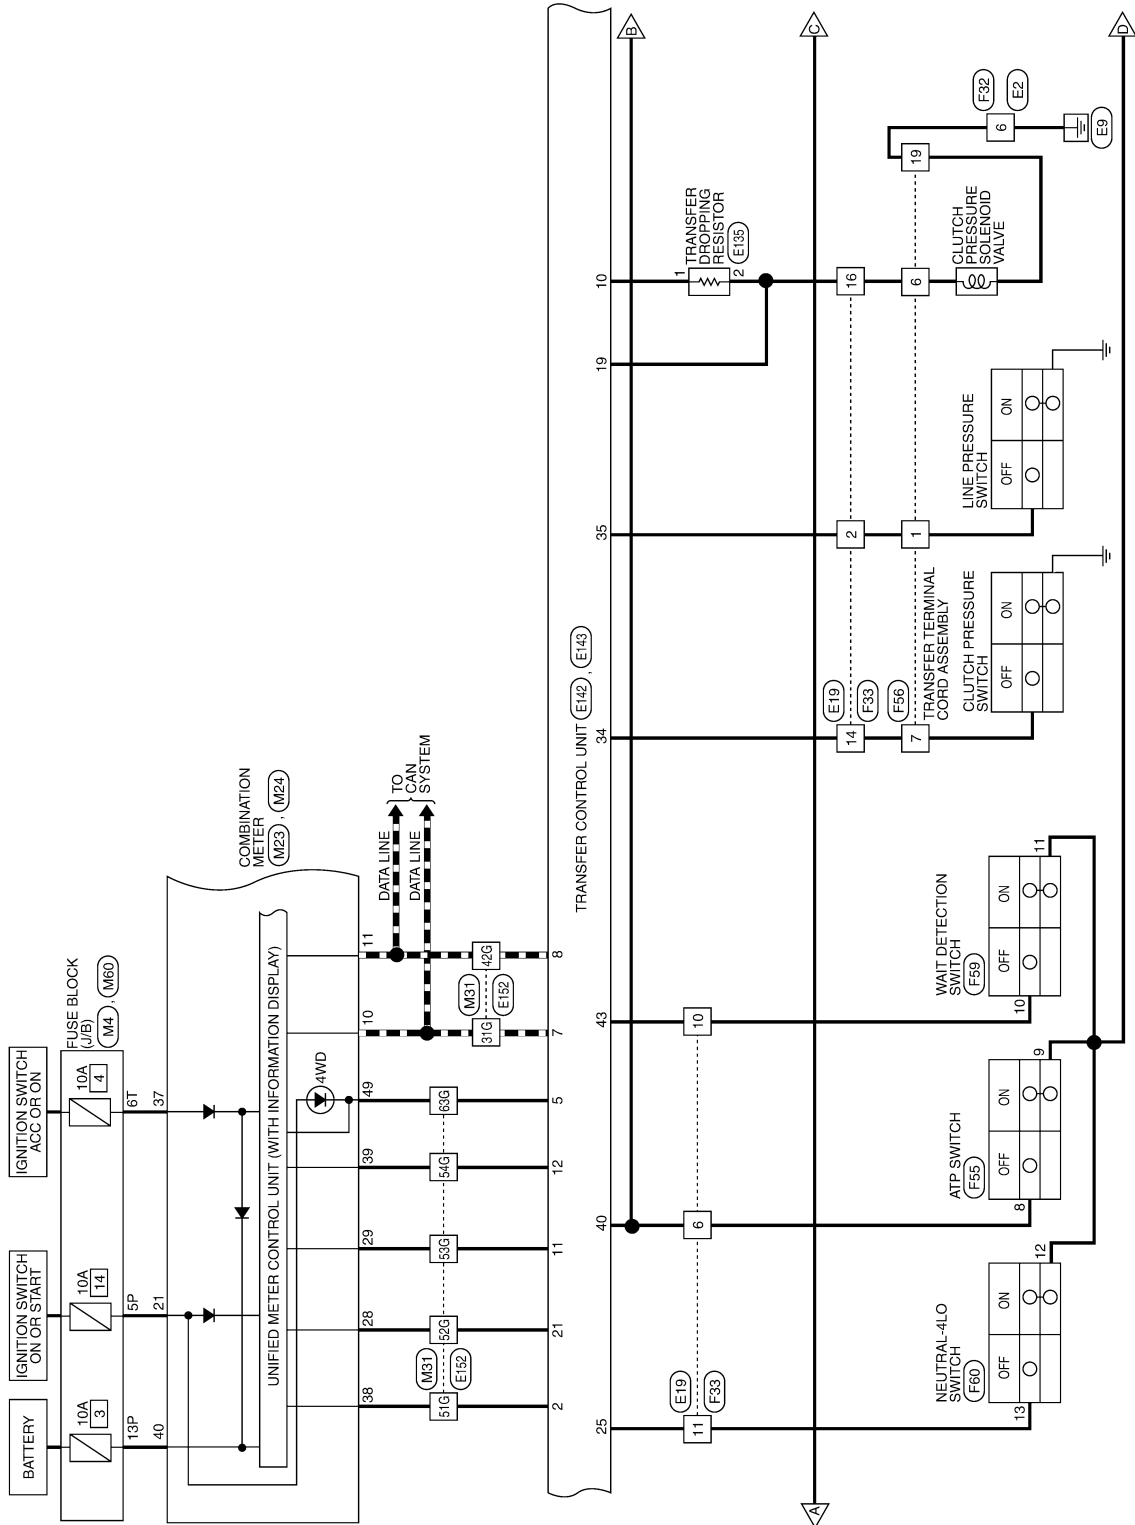 BATTERY
IGNITION SWITCH
ON OR START
IGNITION SWITCH
ACC OR ON
10A
3
10A
14
10A
4
FUSE BLOCK
(J/B)
M4 , M60
13P
5P
6T
40
21
37
COMBINATION
METER
M23 , M24
UNIFIED METER CONTROL UNIT (WITH INFORMATION DISPLAY)
4WD
38
28
29
39
49
10
11
DATA LINE
DATA LINE
TO
CAN
SYSTEM
M31
E152
51G
52G
53G
54G
63G
31G
42G
M31
E152
2
21
11
12
5
7
8
TRANSFER CONTROL UNIT E142 , E143
25
40
43
34
35
19
10
B
1
TRANSFER
DROPPING
RESISTOR
E135
2
E19
F33
11
6
10
A
C
E19
F33
14
2
16
F56
7
1
6
19
TRANSFER TERMINAL
CORD ASSEMBLY
F32
E2
6
E9
NEUTRAL-4LO
SWITCH
F60
13
OFF
ON
12
ATP SWITCH
F55
8
OFF
ON
9
WAIT DETECTION
SWITCH
F59
10
OFF
ON
11
CLUTCH PRESSURE
SWITCH
OFF
ON
LINE PRESSURE
SWITCH
OFF
ON
CLUTCH
PRESSURE
SOLENOID
VALVE
D